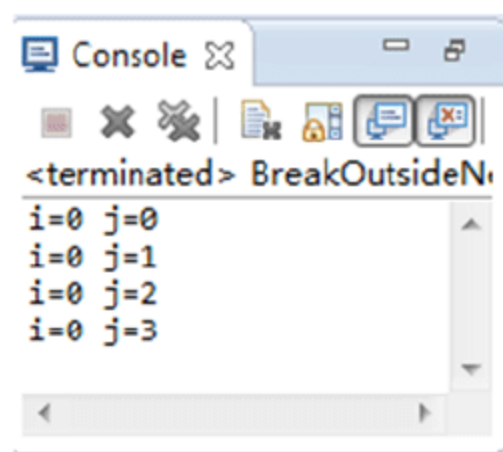 Console
<terminated> BreakOutsideN
i=0 j=0
i=0 j=1
i=0 j=2
i=0 j=3